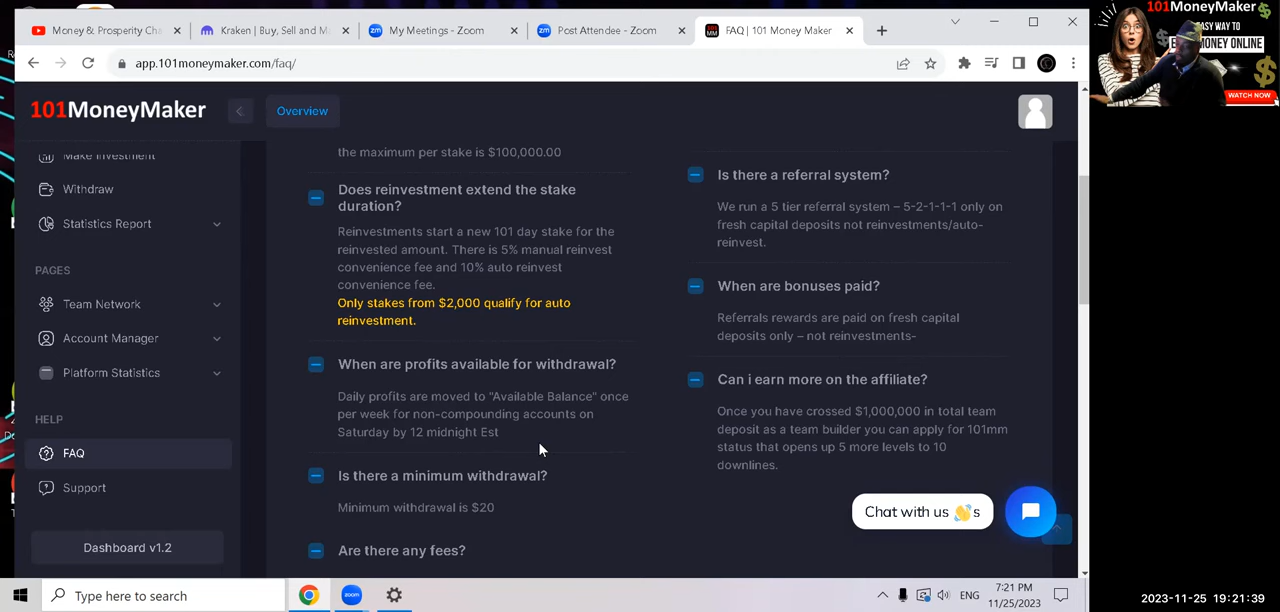 Money & Prosperity Cha
Kraken | Buy, Sell and Ma
My Meetings - Zoom
Post Attendee - Zoom
FAQ | 101 Money Maker
app.101moneymaker.com/faq/
101MoneyMaker
EASY WAY TO
MONEY ONLINE
WATCH NOW
101MoneyMaker
Overview
Make Investment
Withdraw
Statistics Report
PAGES
Team Network
Account Manager
Platform Statistics
HELP
FAQ
Support
Dashboard v1.2
the maximum per stake is $100,000.00
Does reinvestment extend the stake
duration?
Reinvestments start a new 101 day stake for the
reinvested amount. There is 5% manual reinvest
convenience fee and 10% auto reinvest
convenience fee.
Only stakes from $2,000 qualify for auto
reinvestment.
When are profits available for withdrawal?
Daily profits are moved to "Available Balance" once
per week for non-compounding accounts on
Saturday by 12 midnight Est
Is there a minimum withdrawal?
Minimum withdrawal is $20
Are there any fees?
Is there a referral system?
We run a 5 tier referral system – 5-2-1-1-1 only on
fresh capital deposits not reinvestments/auto-
reinvest.
When are bonuses paid?
Referrals rewards are paid on fresh capital
deposits only – not reinvestments-
Can i earn more on the affiliate?
Once you have crossed $1,000,000 in total team
deposit as a team builder you can apply for 101mm
status that opens up 5 more levels to 10
downlines.
Chat with us 👋s
Type here to search
zoom
ENG
7:21 PM
11/25/2023
2023-11-25 19:21:39